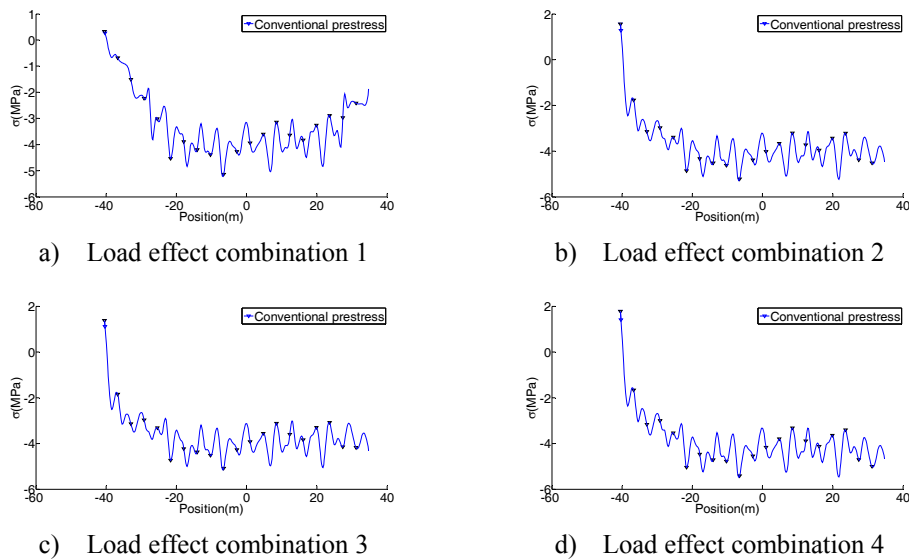 1
0
-1
-2
-3
-4
-5
-6
σ(MPa)
-60 -40 -20 0 20 40
Position(m)
Conventional prestress
a) Load effect combination 1
2
0
-2
-4
-6
σ(MPa)
-60 -40 -20 0 20 40
Position(m)
Conventional prestress
b) Load effect combination 2
2
0
-2
-4
-6
σ(MPa)
-60 -40 -20 0 20 40
Position(m)
Conventional prestress
c) Load effect combination 3
2
0
-2
-4
-6
σ(MPa)
-60 -40 -20 0 20 40
Position(m)
Conventional prestress
d) Load effect combination 4